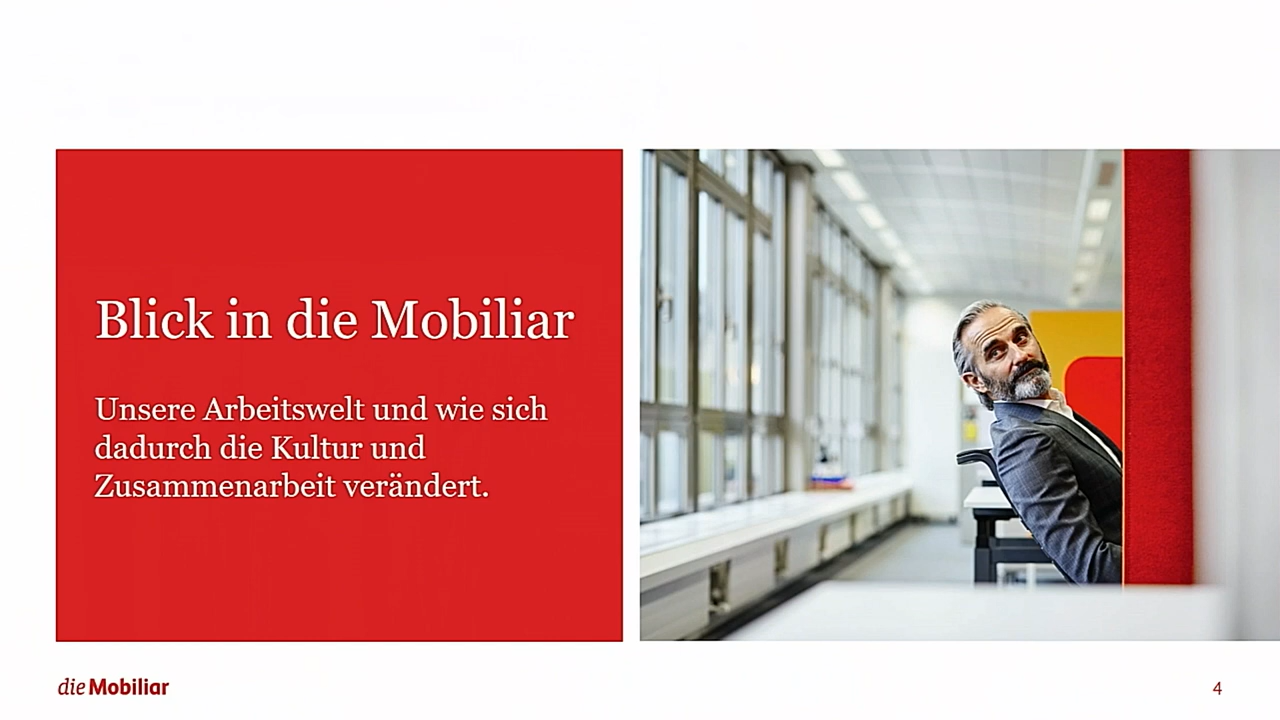 Blick in die Mobiliar
Unsere Arbeitswelt und wie sich
dadurch die Kultur und
Zusammenarbeit verändert.
die Mobiliar
4